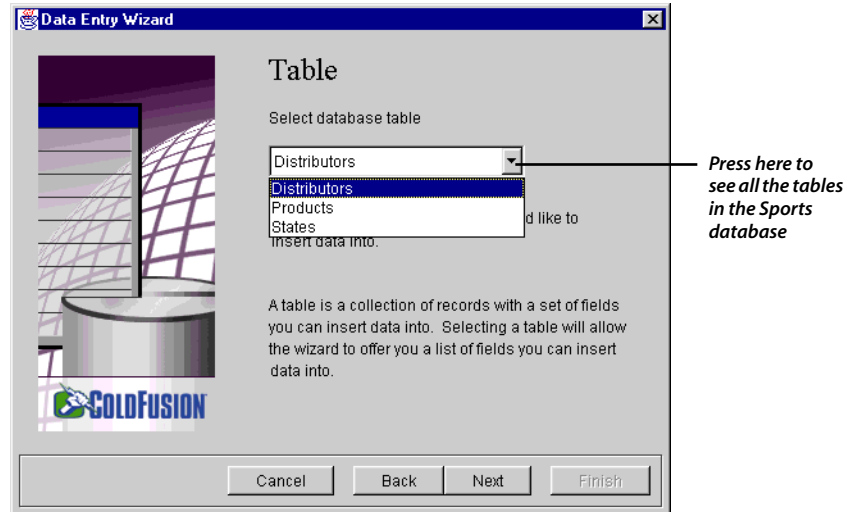 Data Entry Wizard
Table
Select database table
Distributors
Distributors
Products
States
d like to
insert data into.
Press here to
see all the tables
in the Sports
database
A table is a collection of records with a set of fields
you can insert data into. Selecting a table will allow
the wizard to offer you a list of fields you can insert
data into.
COLDFUSION
Cancel
Back
Next
Finish